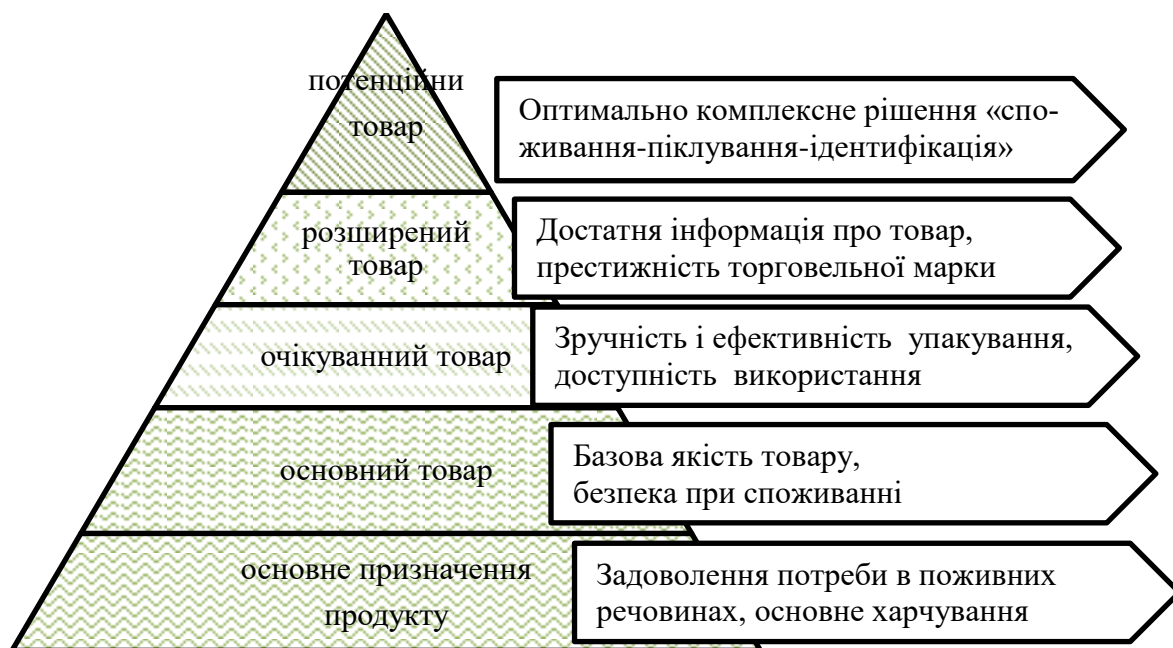 потенційни
товар
Оптимально комплексне рішення «спо-
живання-піклування-ідентифікація»
розширений
товар
Достатня інформація про товар,
престижність торговельної марки
очікуванний товар
Зручність і ефективність упакування,
доступність використання
основний товар
Базова якість товару,
безпека при споживанні
основне призначення
продукту
Задоволення потреби в поживних
речовинах, основне харчування